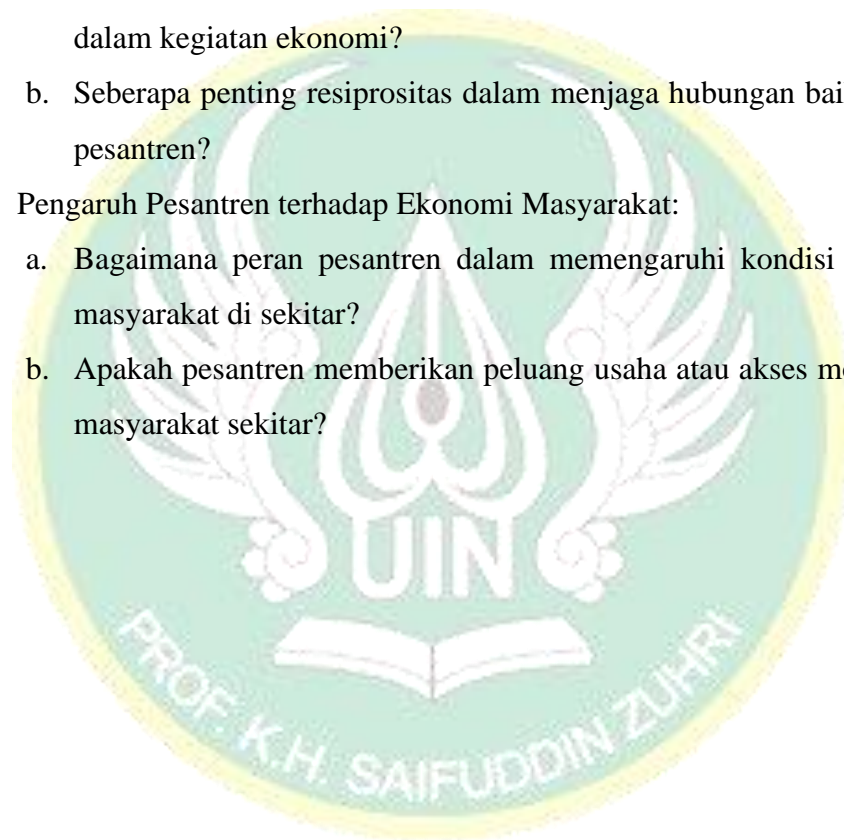 dalam kegiatan ekonomi?
b. Seberapa penting resiprositas dalam menjaga hubungan
pesantren?
Pengaruh Pesantren terhadap Ekonomi Masyarakat:
a. Bagaimana peran pesantren dalam memengaruhi kondisi
masyarakat di sekitar?
b. Apakah pesantren memberikan peluang usaha atau akses
masyarakat sekitar?
UIN
PROF. K.H. SAIFUDDIN ZUHRI